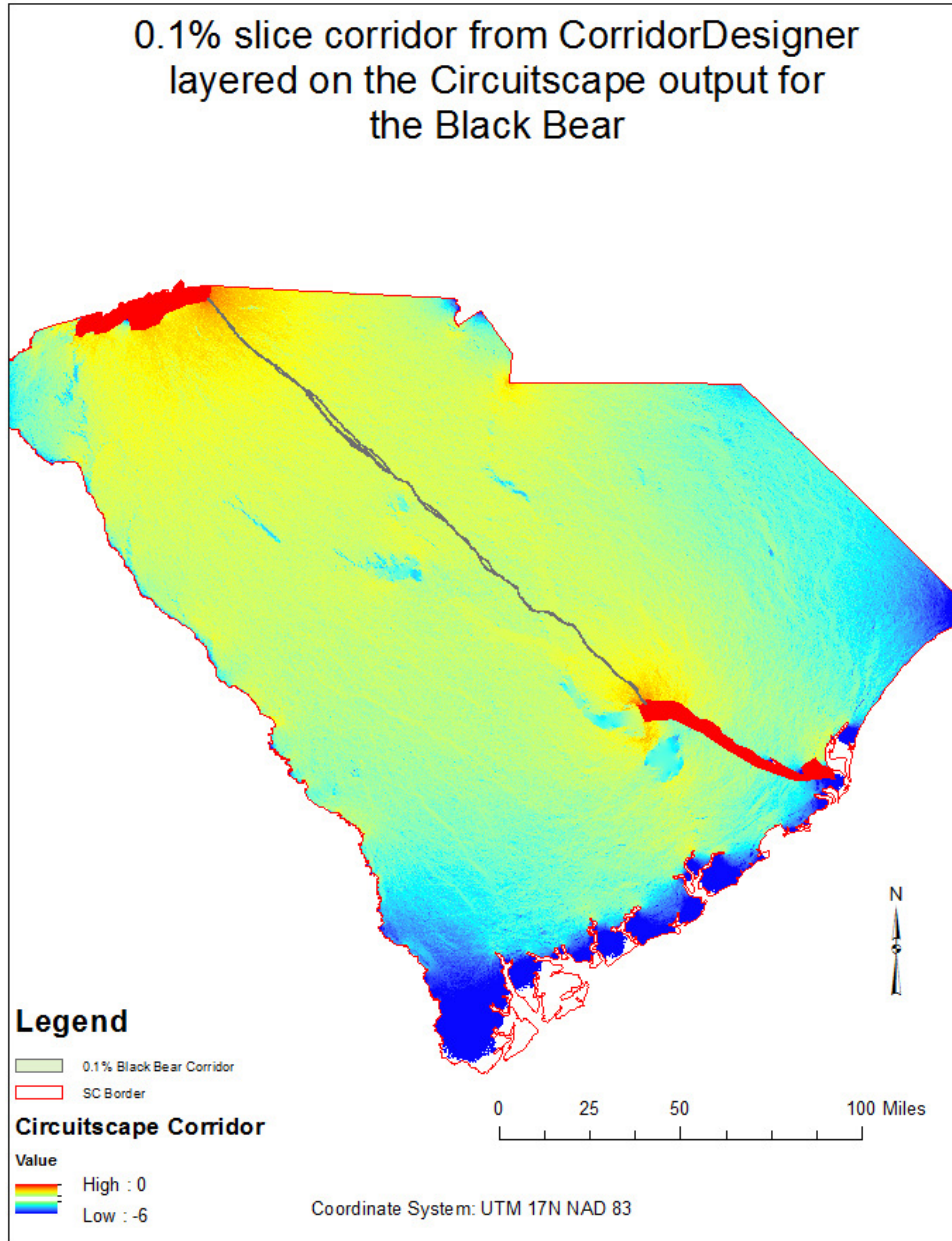 0.1% slice corridor from CorridorDesigner
layered on the Circuitscape output for
the Black Bear
N
Legend
0.1% Black Bear Corridor
SC Border
Circuitscape Corridor
Value
High : 0
Low : -6
0 25 50 100 Miles
Coordinate System: UTM 17N NAD 83